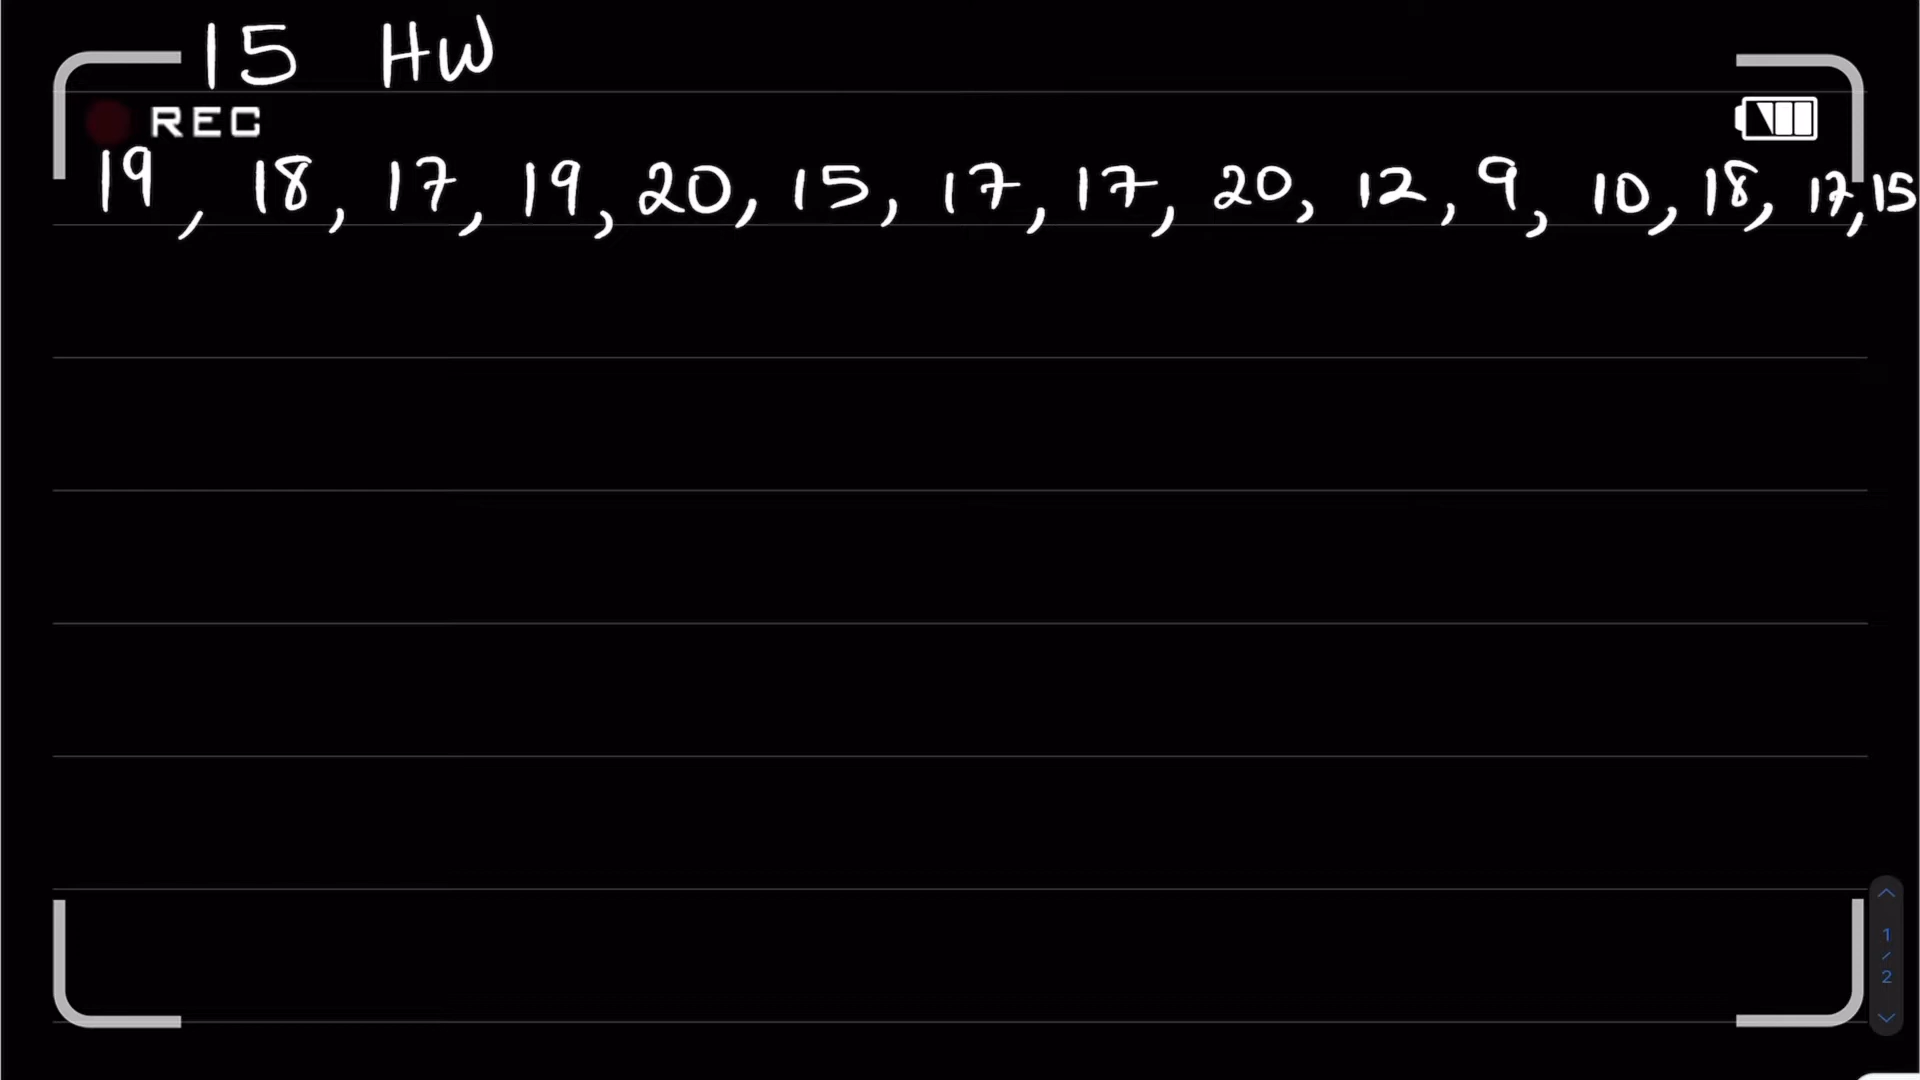 15 HW
REC
19, 18, 17, 19, 20, 15, 17, 17, 20, 12, 9, 10, 18, 17, 15
1
/
2